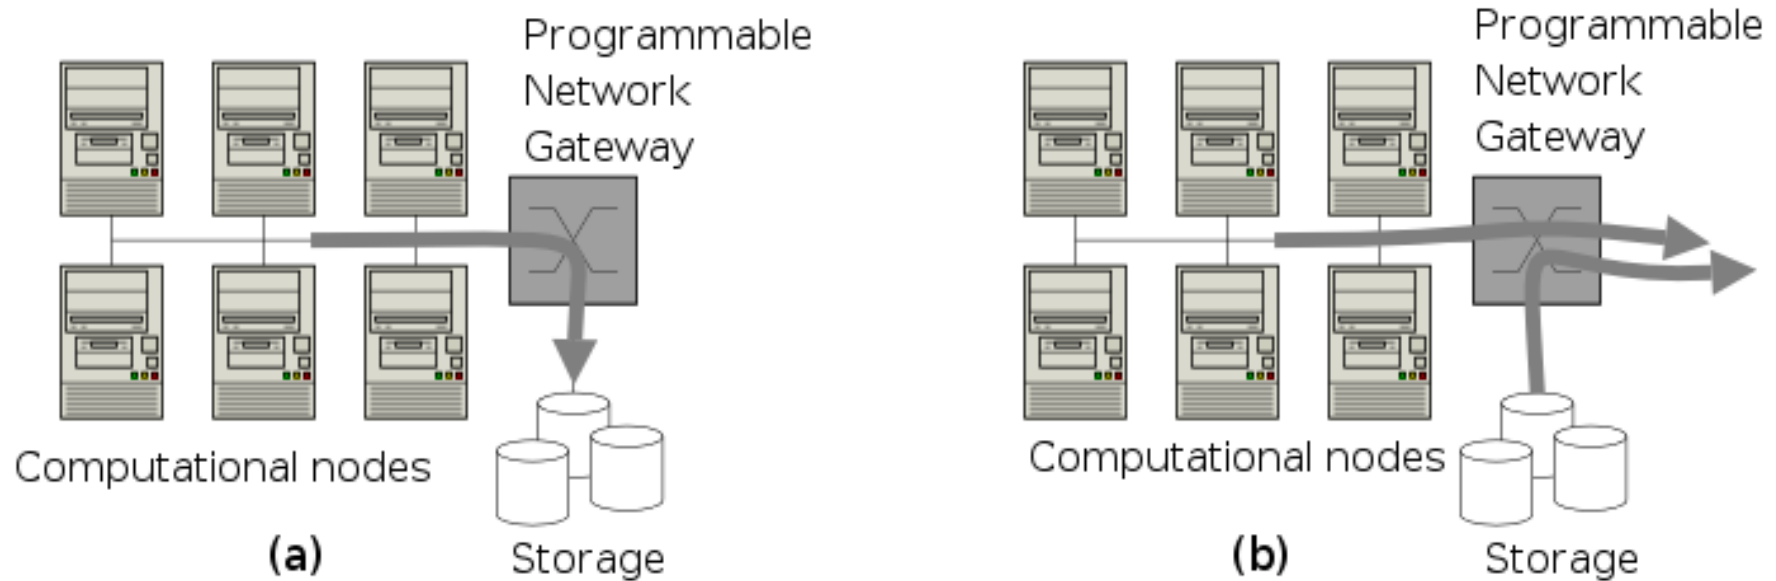 Programmable
Network
Gateway
Computational nodes
Storage
(a)
Programmable
Network
Gateway
Computational nodes
Storage
(b)